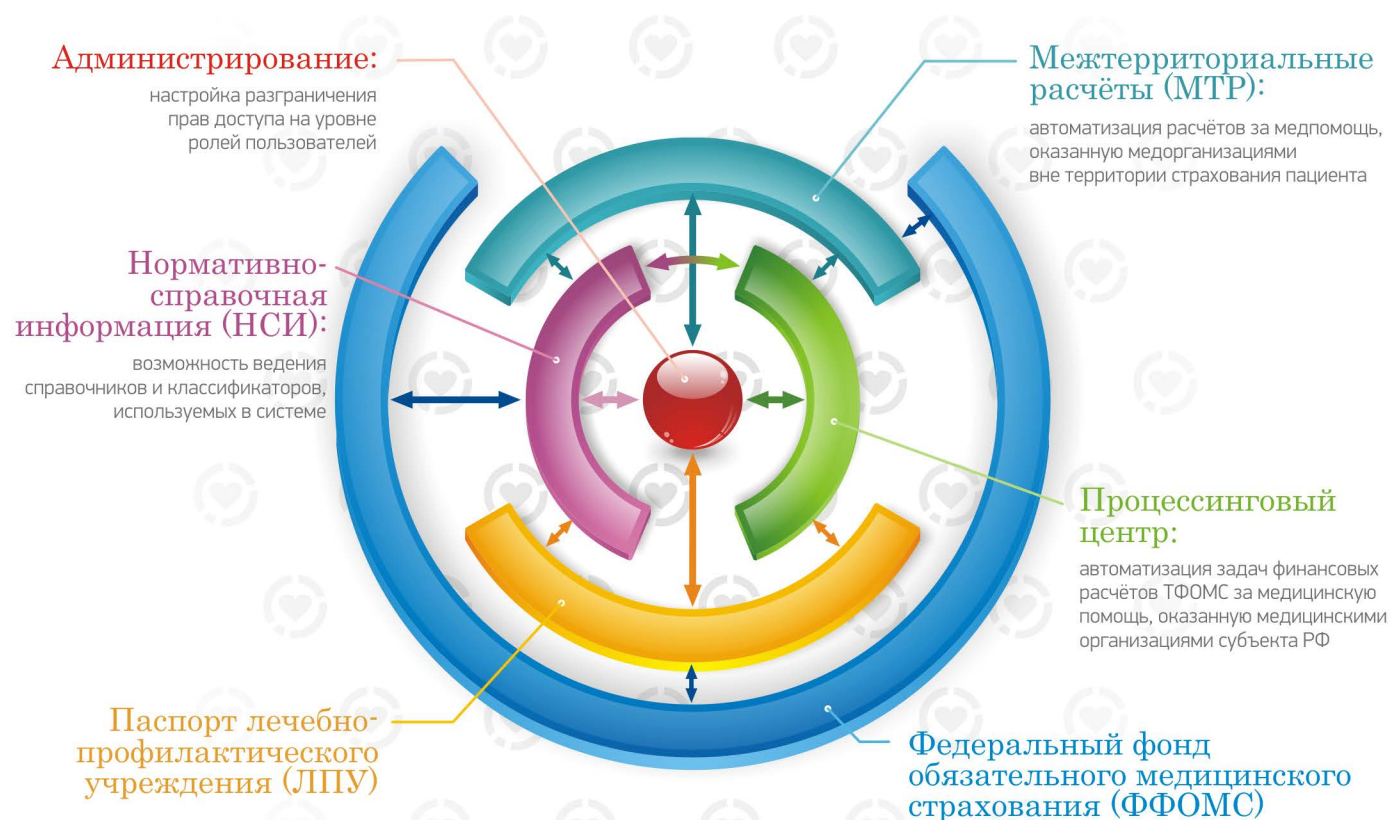 Администрирование:
настройка разграничения
прав доступа на уровне
ролей пользователей
Межтерриториальные
расчёты (МТР):
автоматизация расчётов за медпомощь,
оказанную медорганизациями
вне территории страхования пациента
Нормативно-
справочная
информация (НСИ):
возможность ведения
справочников и классификаторов,
используемых в системе
Процессинговый
центр:
автоматизация задач финансовых
расчётов ТФОМС за медицинскую
помощь, оказанную медицинскими
организациями субъекта РФ
Паспорт лечебно-
профилактического
учреждения (ЛПУ)
Федеральный фонд
обязательного медицинского
страхования (ФФОМС)